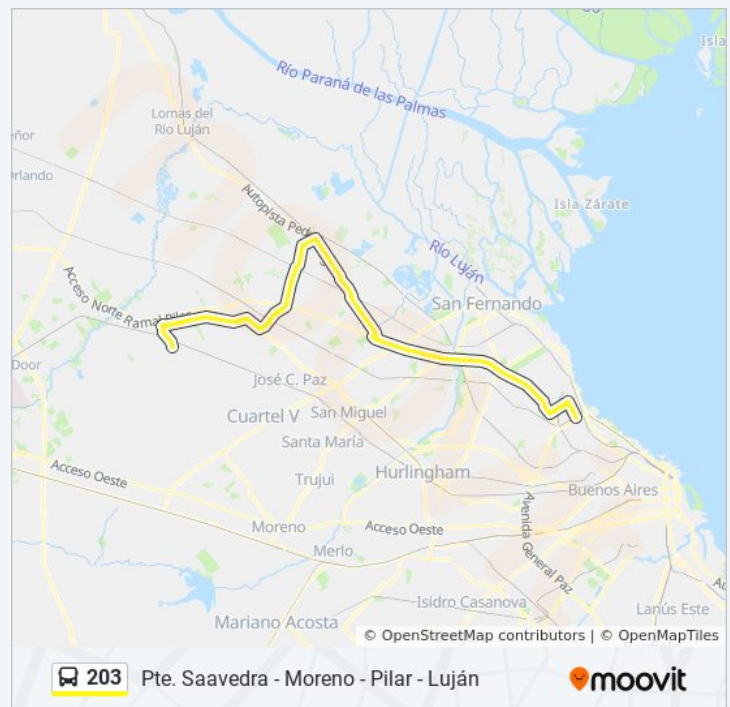 Isla
Río Paraná de las Palmas
Lomas del
Río Luján
eñor
rlando
Isla Zárate
Autopista Ped
Río Luján
Acceso Norte Ramal Pilar
San Fernando
Door
José C. Paz
Cuartel V
San Miguel
Santa María
Acceso Oeste
Trujui
Hurlingham
Buenos Aires
Avenida General Paz
Moreno
Acceso Oeste
Merlo
Isidro Casanova
Lanús Este
Mariano Acosta
© OpenStreetMap contributors | © OpenMapTiles
203 Pte. Saavedra - Moreno - Pilar - Luján
moovit